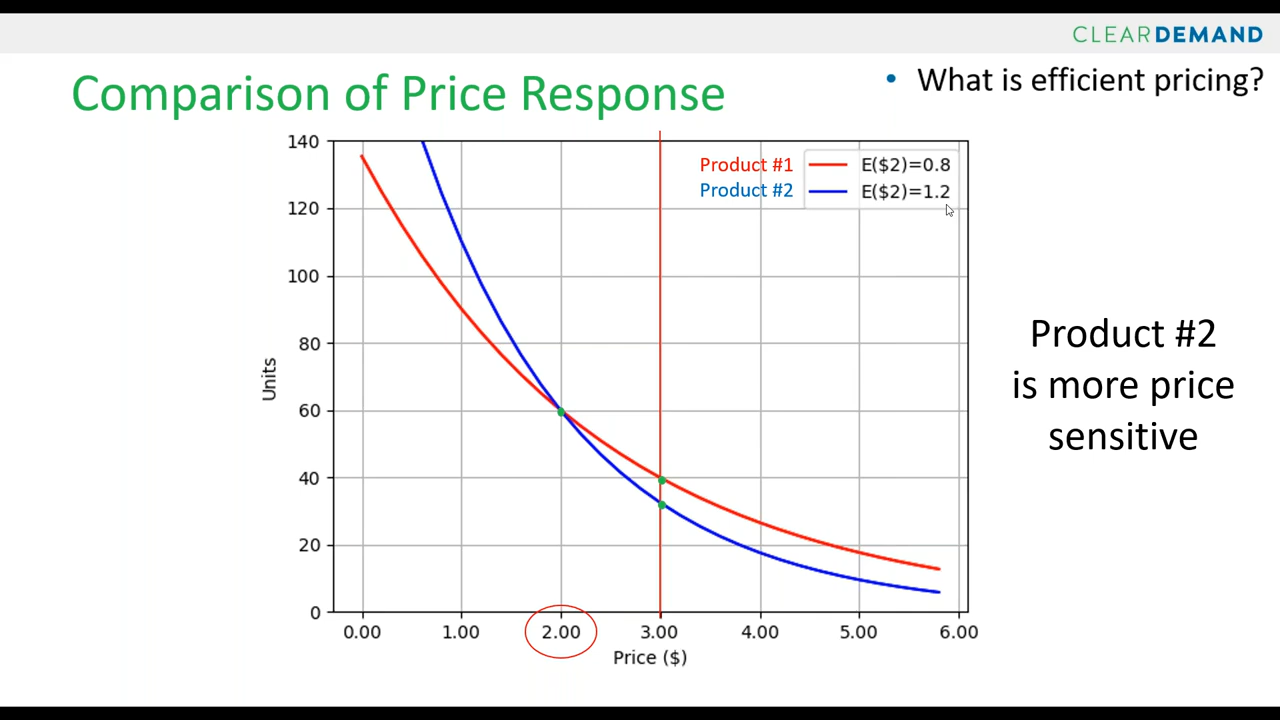 CLEARDEMAND
Comparison of Price Response
• What is efficient pricing?
140
120
100
80
60
40
20
0
Units
Product #1 E($2)=0.8
Product #2 E($2)=1.2
0.00 1.00 2.00 3.00 4.00 5.00 6.00
Price ($)
Product #2
is more price
sensitive